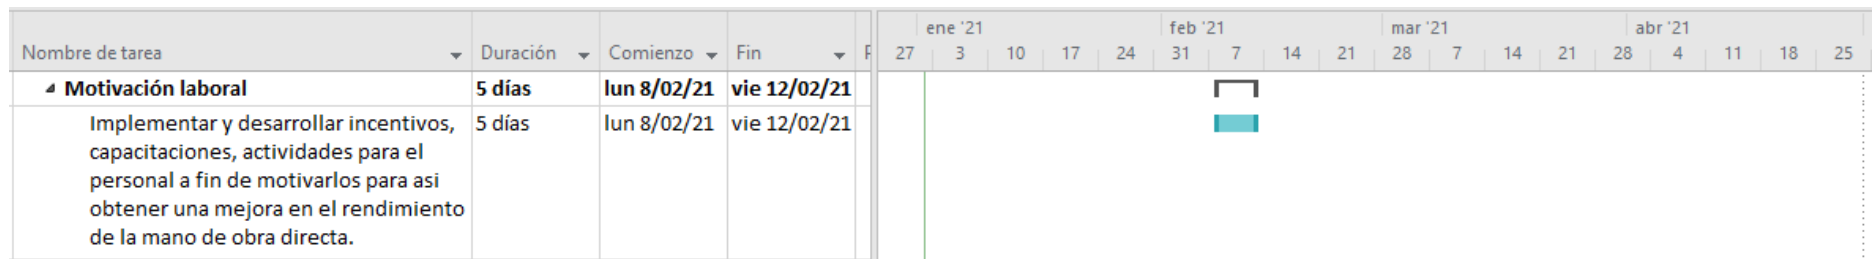 ene '21 feb '21 mar '21 abr '21
Nombre de tarea Duración Comienzo Fin 27 3 10 17 24 31 7 14 21 28 7 14 21 28 4 11 18 25
Motivación laboral 5 días lun 8/02/21 vie 12/02/21
Implementar y desarrollar incentivos, 5 días lun 8/02/21 vie 12/02/21
capacitaciones, actividades para el
personal a fin de motivarlos para asi
obtener una mejora en el rendimiento
de la mano de obra directa.